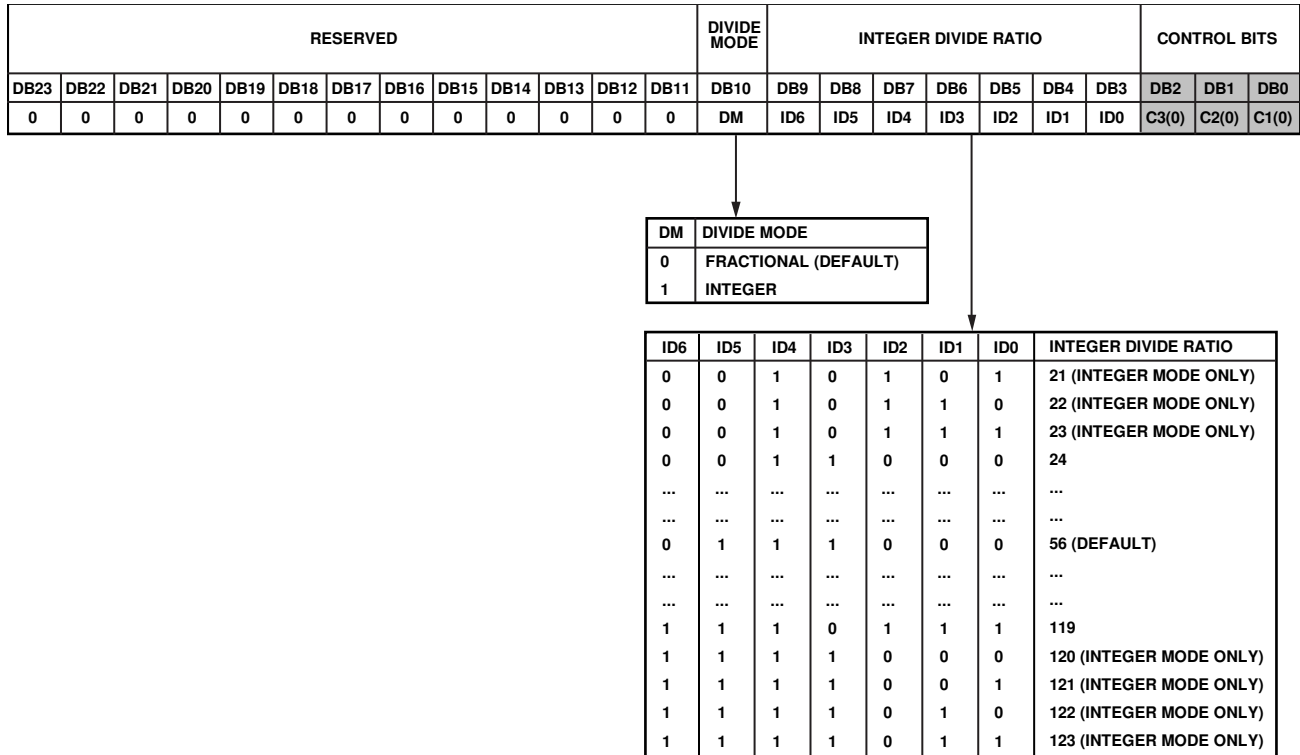 RESERVED DIVIDE MODE INTEGER DIVIDE RATIO CONTROL BITS
DB23 DB22 DB21 DB20 DB19 DB18 DB17 DB16 DB15 DB14 DB13 DB12 DB11 DB10 DB9 DB8 DB7 DB6 DB5 DB4 DB3 DB2 DB1 DB0
0 0 0 0 0 0 0 0 0 0 0 0 0 DM ID6 ID5 ID4 ID3 ID2 ID1 ID0 C3(0) C2(0) C1(0)
DM DIVIDE MODE
0 FRACTIONAL (DEFAULT)
1 INTEGER
ID6 ID5 ID4 ID3 ID2 ID1 ID0 INTEGER DIVIDE RATIO
0 0 1 0 1 0 1 21 (INTEGER MODE ONLY)
0 0 1 0 1 1 0 22 (INTEGER MODE ONLY)
0 0 1 0 1 1 1 23 (INTEGER MODE ONLY)
0 0 1 1 0 0 0 24
... ... ... ... ... ... ... ...
... ... ... ... ... ... ... ...
0 1 1 1 0 0 0 56 (DEFAULT)
... ... ... ... ... ... ... ...
... ... ... ... ... ... ... ...
1 1 1 0 1 1 1 119
1 1 1 1 0 0 0 120 (INTEGER MODE ONLY)
1 1 1 1 0 0 1 121 (INTEGER MODE ONLY)
1 1 1 1 0 1 0 122 (INTEGER MODE ONLY)
1 1 1 1 0 1 1 123 (INTEGER MODE ONLY)